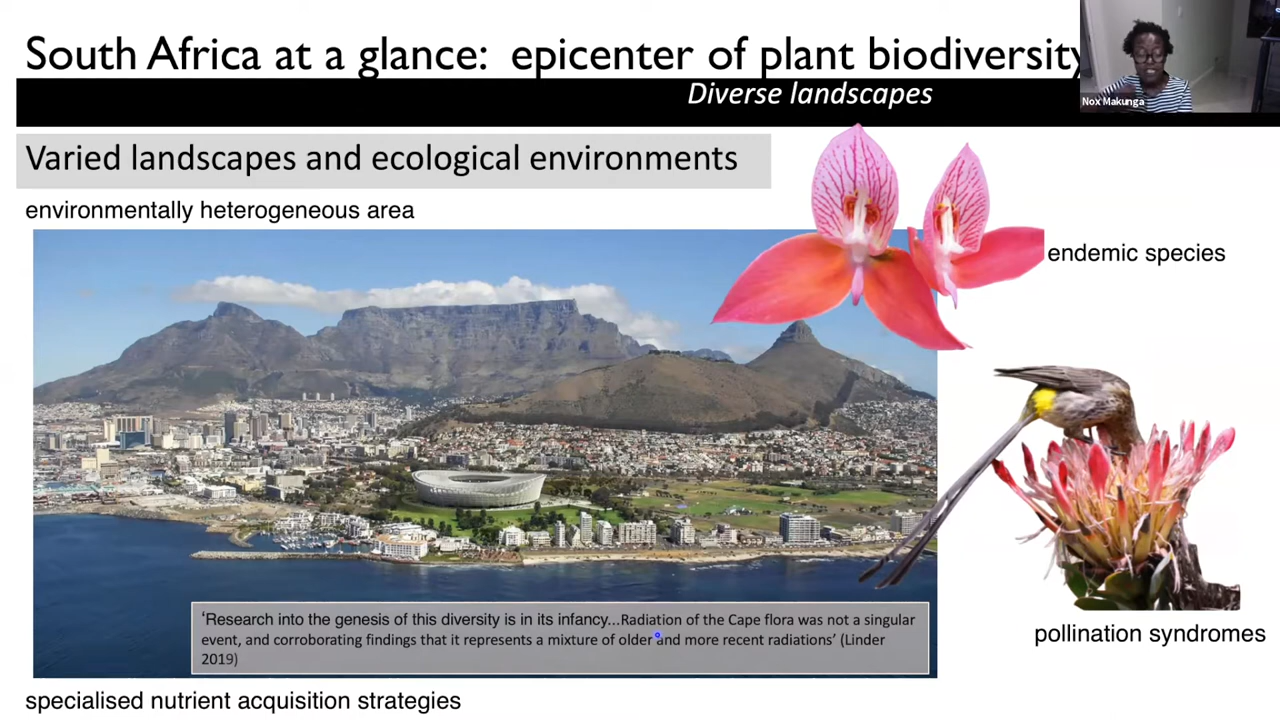 South Africa at a glance: epicenter of plant biodiversity
Diverse landscapes
Nox Makunga
Varied landscapes and ecological environments
environmentally heterogeneous area
endemic species
‘Research into the genesis of this diversity is in its infancy...Radiation of the Cape flora was not a singular
event, and corroborating findings that it represents a mixture of older and more recent radiations’ (Linder
2019)
pollination syndromes
specialised nutrient acquisition strategies